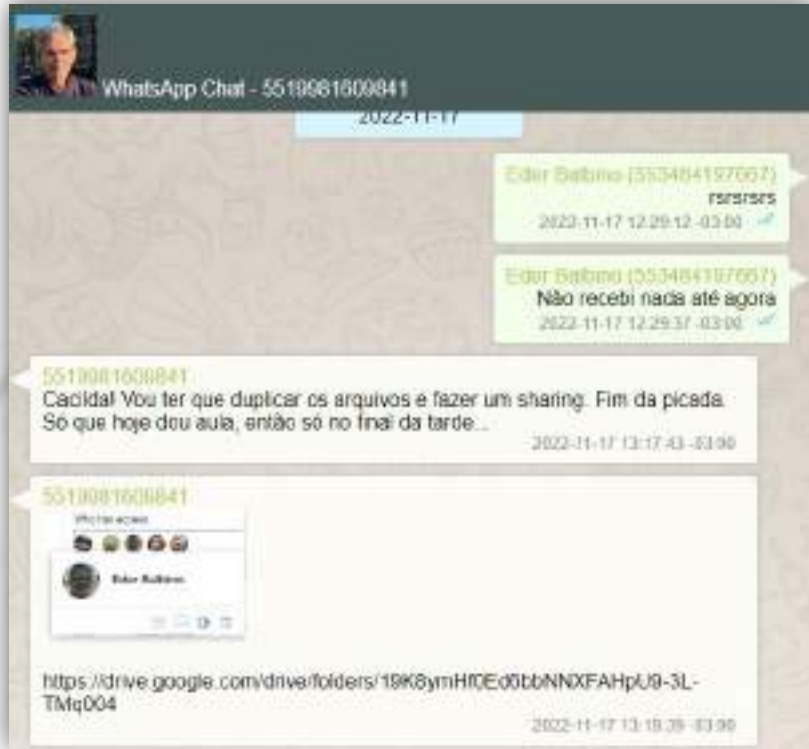 WhatsApp Chat - 5519981609841
2022-11-17
Eder Balbino (553484197667)
rsrsrsrs
2022-11-17 12:29:12 -03:00
Eder Balbino (553484197667)
Não recebi nada até agora
2022-11-17 12:29:37 -03:00
5519981609841
Cacilda! Vou ter que duplicar os arquivos e fazer um sharing. Fim da picada.
Só que hoje dou aula, então só no final da tarde...
2022-11-17 13:17:43 -03:00
5519981609841
Eder Balbino
https://drive.google.com/drive/folders/19K8ymHf0Ed6bbNNXFAHpU9-3L-
TMq004
2022-11-17 13:19:39 -03:00